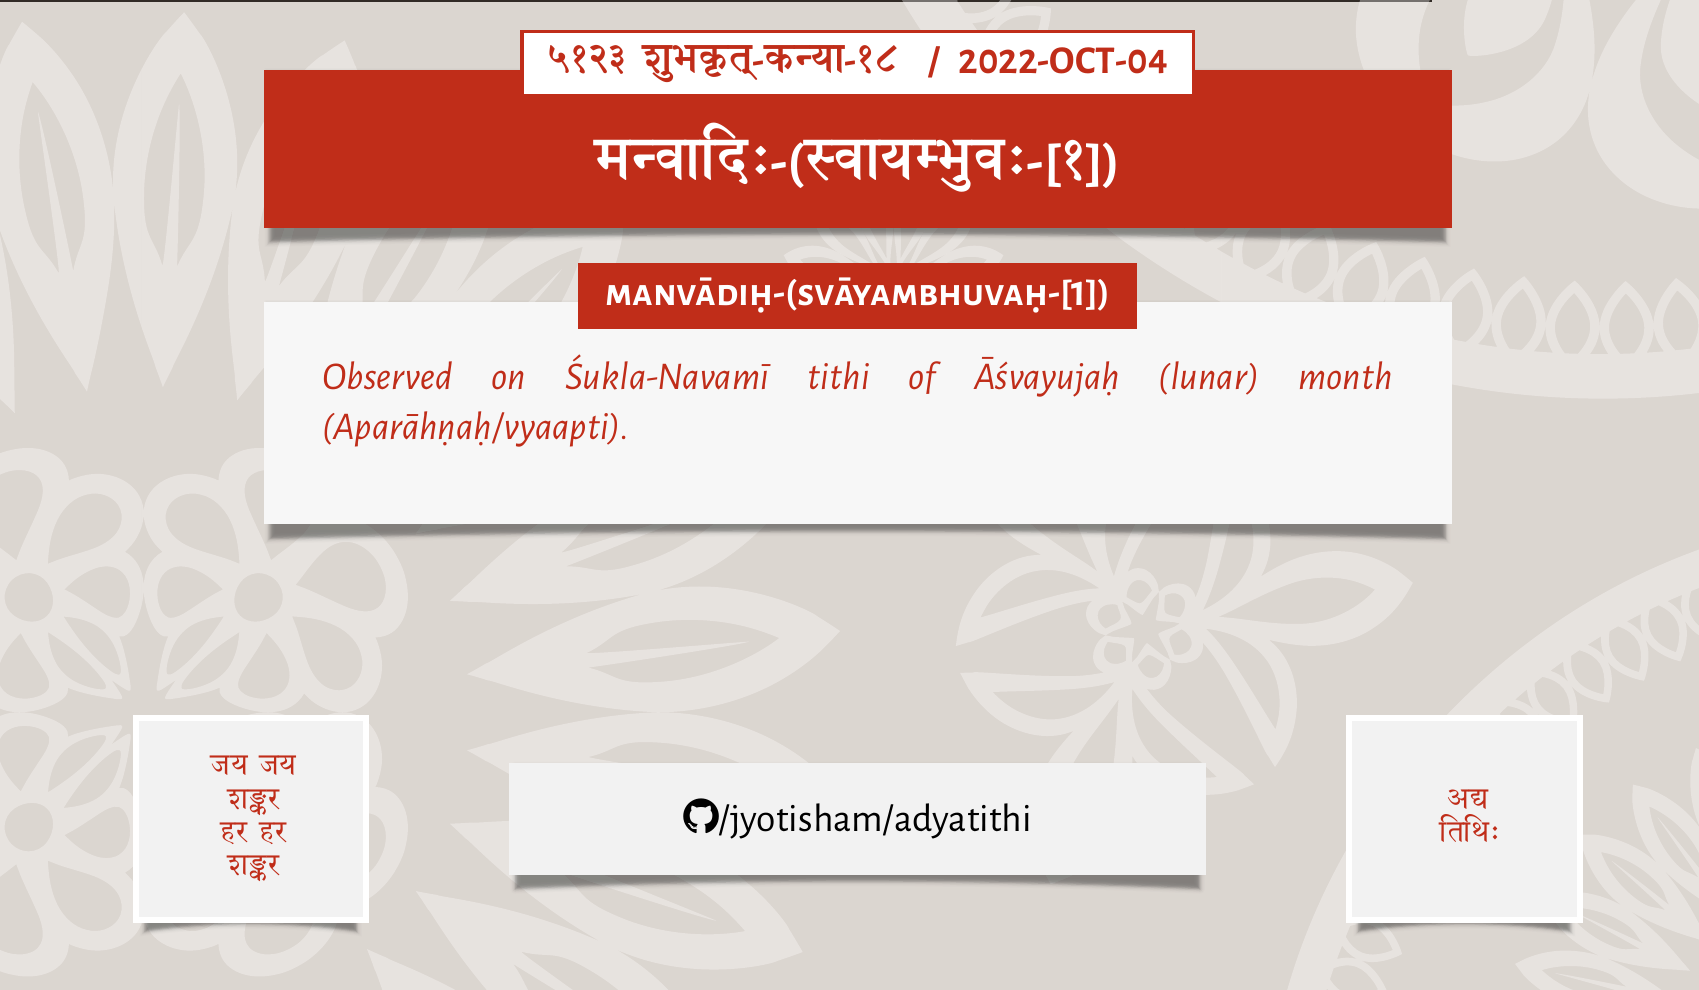 ५१२३ शुभकृत्-कन्या-१८ / 2022-OCT-04
मन्वादिः-(स्वायम्भुवः-[१])
MANVĀDIḤ-(SVĀYAMBHUVAḤ-[1])
Observed on Śukla-Navamī tithi of Āśvayujaḥ (lunar) month
(Aparāhṇaḥ/vyaapti).
जय जय
शङ्कर
हर हर
शङ्कर
/jyotisham/adyatithi
अद्य
तिथिः